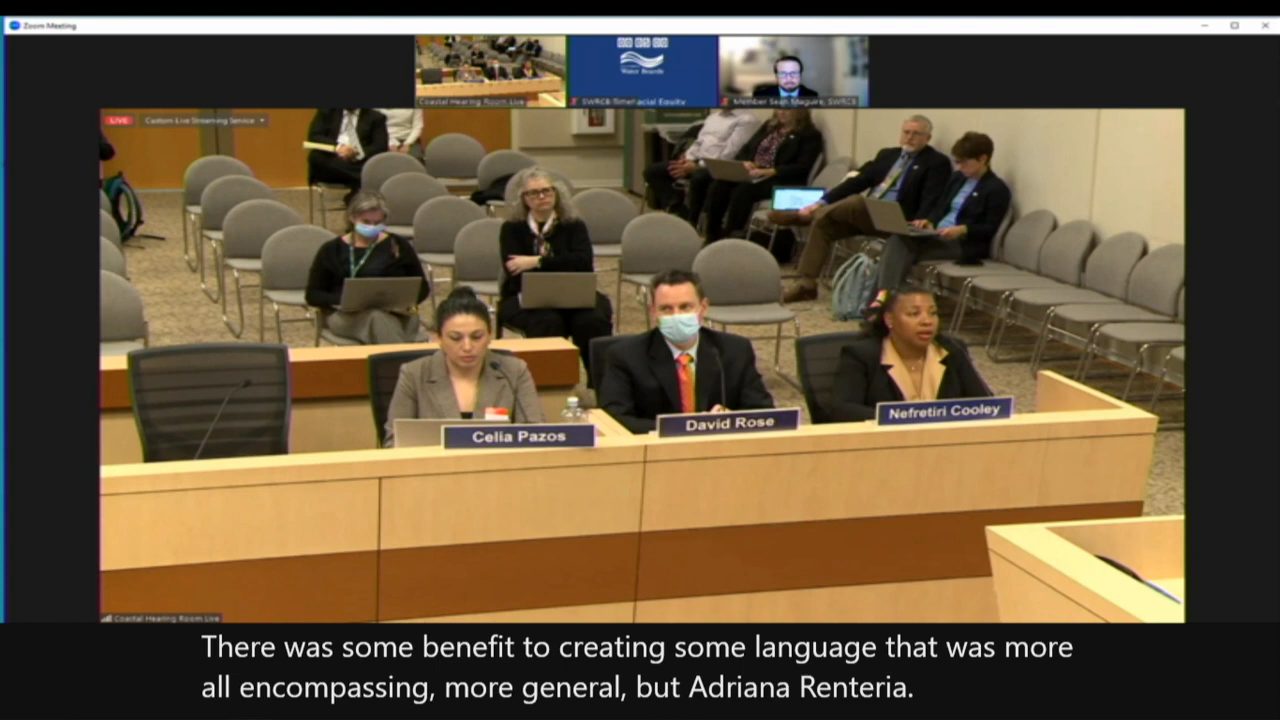 Zoom Meeting
Water Boards
Coastal Hearing Room Live
Member Sean Maguire, SWRCB
LIVE
Custom Live Streaming Service
Celia Pazos
David Rose
Nefretiri Cooley
Coastal Hearing Room Live
There was some benefit to creating some language that was more
all encompassing, more general, but Adriana Renteria.